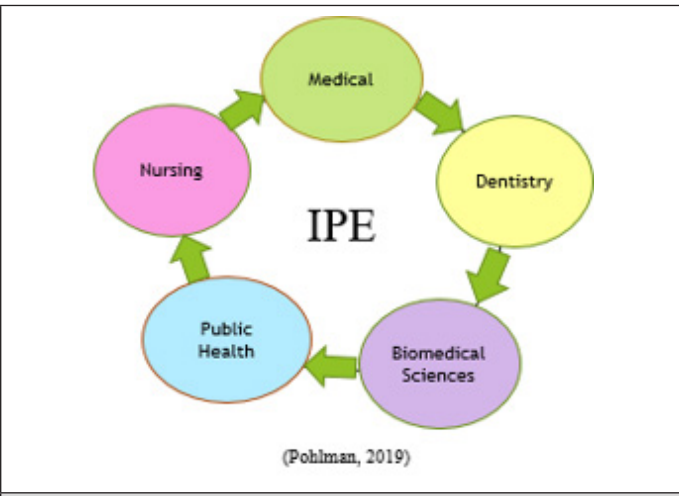 Medical
Nursing
Dentistry
IPE
Public
Health
Biomedical
Sciences
(Pohlman, 2019)